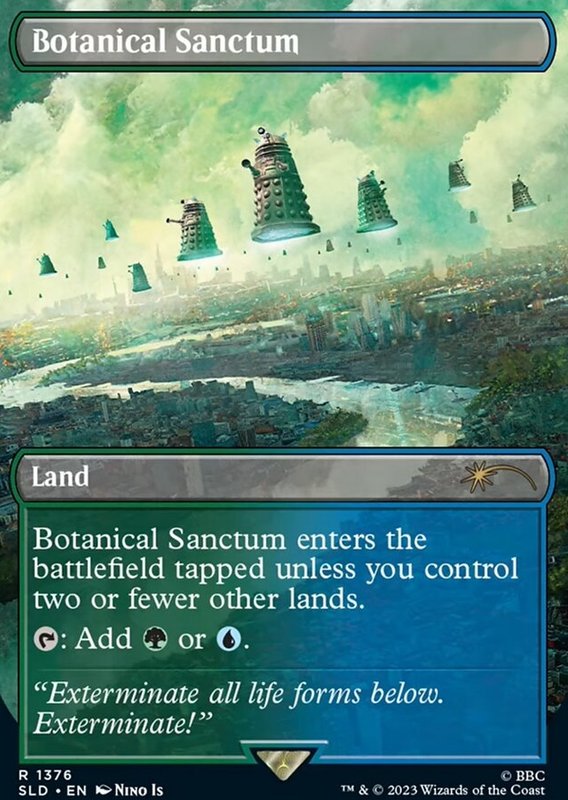 Botanical Sanctum
Land
Botanical Sanctum enters the
battlefield tapped unless you control
two or fewer other lands.
: Add or .
“Exterminate all life forms below.
Exterminate!”
R 1376
SLD • EN Nino Is
© BBC
™ & © 2023 Wizards of the Coast